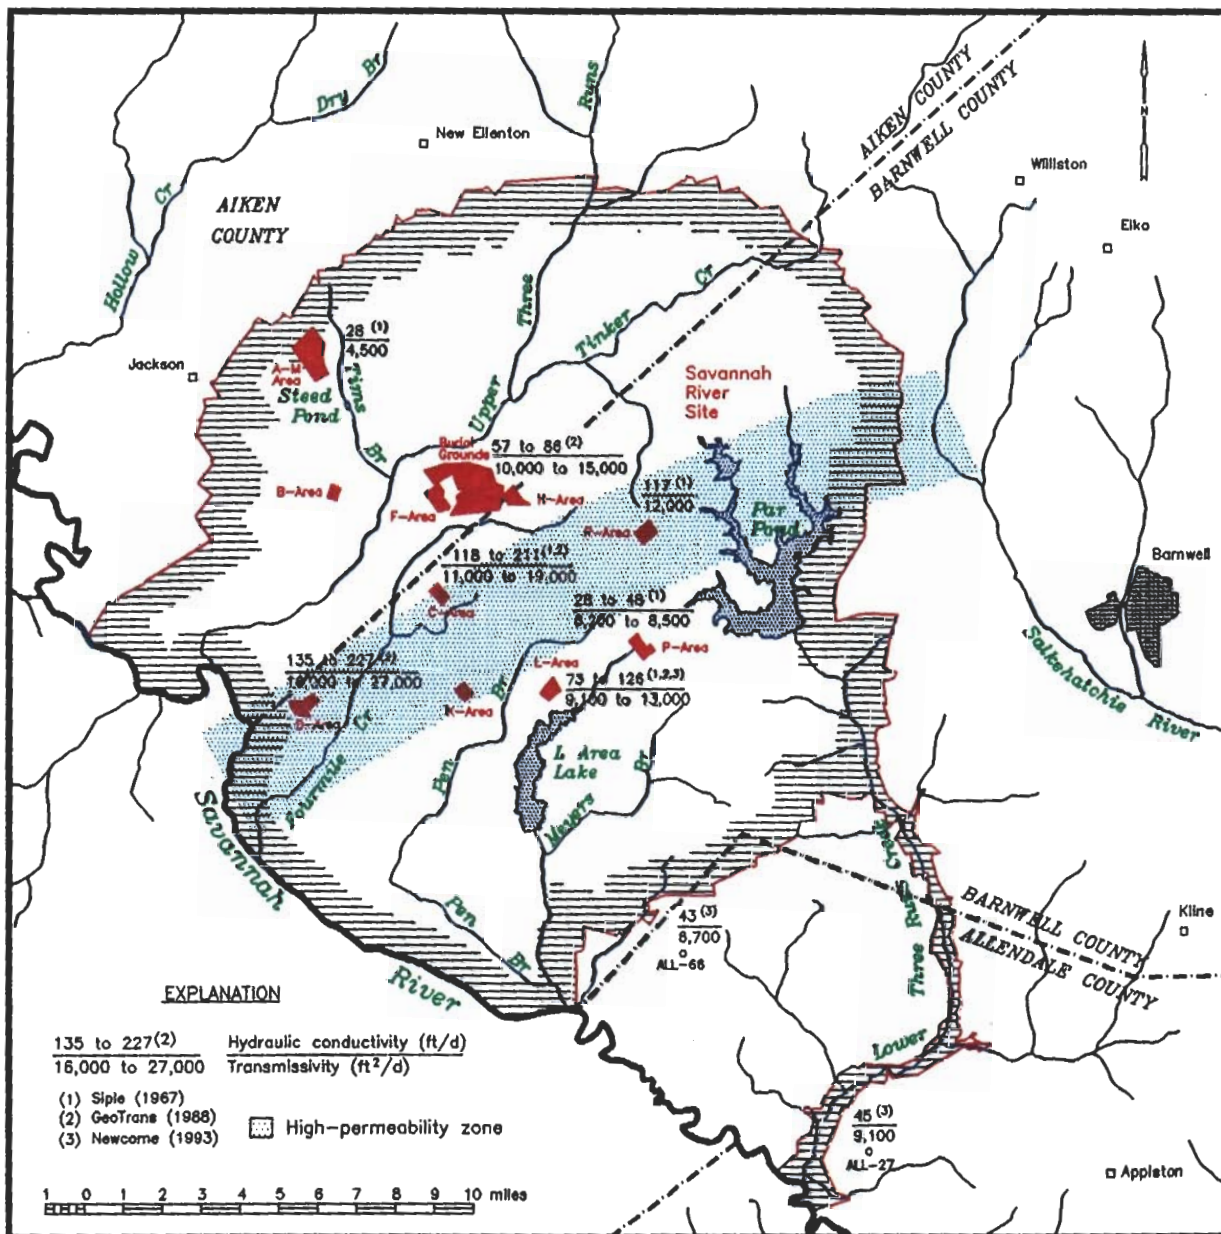 Dry Br
Runs
New Ellenton
AIKEN COUNTY
BARNWELL COUNTY
N
Williston
Elko
Hollow Cr
AIKEN
COUNTY
Three
Tinker Cr
Upper
28 (1)
4,500
Jackson
A-M
Area
Steed
Pond
Tims Br
Savannah
River
Site
Burial
Grounds
57 to 86(2)
10,000 to 15,000
B-Area
F-Area
H-Area
117(1)
12,000
R-Area
Par
Pond
118 to 211(1,2)
11,000 to 19,000
C-Area
Barnwell
28 to 48(1)
8,500
P-Area
135 to 227(2)
16,000 to 27,000
D-Area
L-Area
73 to 126(1,2,3)
9,100 to 13,000
K-Area
Salkehatchie River
Fourmile Cr
Pen Br
L Area
Lake
Meyers Br
Savannah River
Pen Br
Lower Three Runs Creek
BARNWELL COUNTY
ALLENDALE COUNTY
Kline
43 (3)
ALL-66
45 (3)
9,100
ALL-27
Appleton
EXPLANATION
135 to 227(2) Hydraulic conductivity (ft/d)
16,000 to 27,000 Transmissivity (ft²/d)
(1) Siple (1967)
(2) GeoTrans (1988)
(3) Newcome (1993)
High-permeability zone
1 0 1 2 3 4 5 6 7 8 9 10 miles